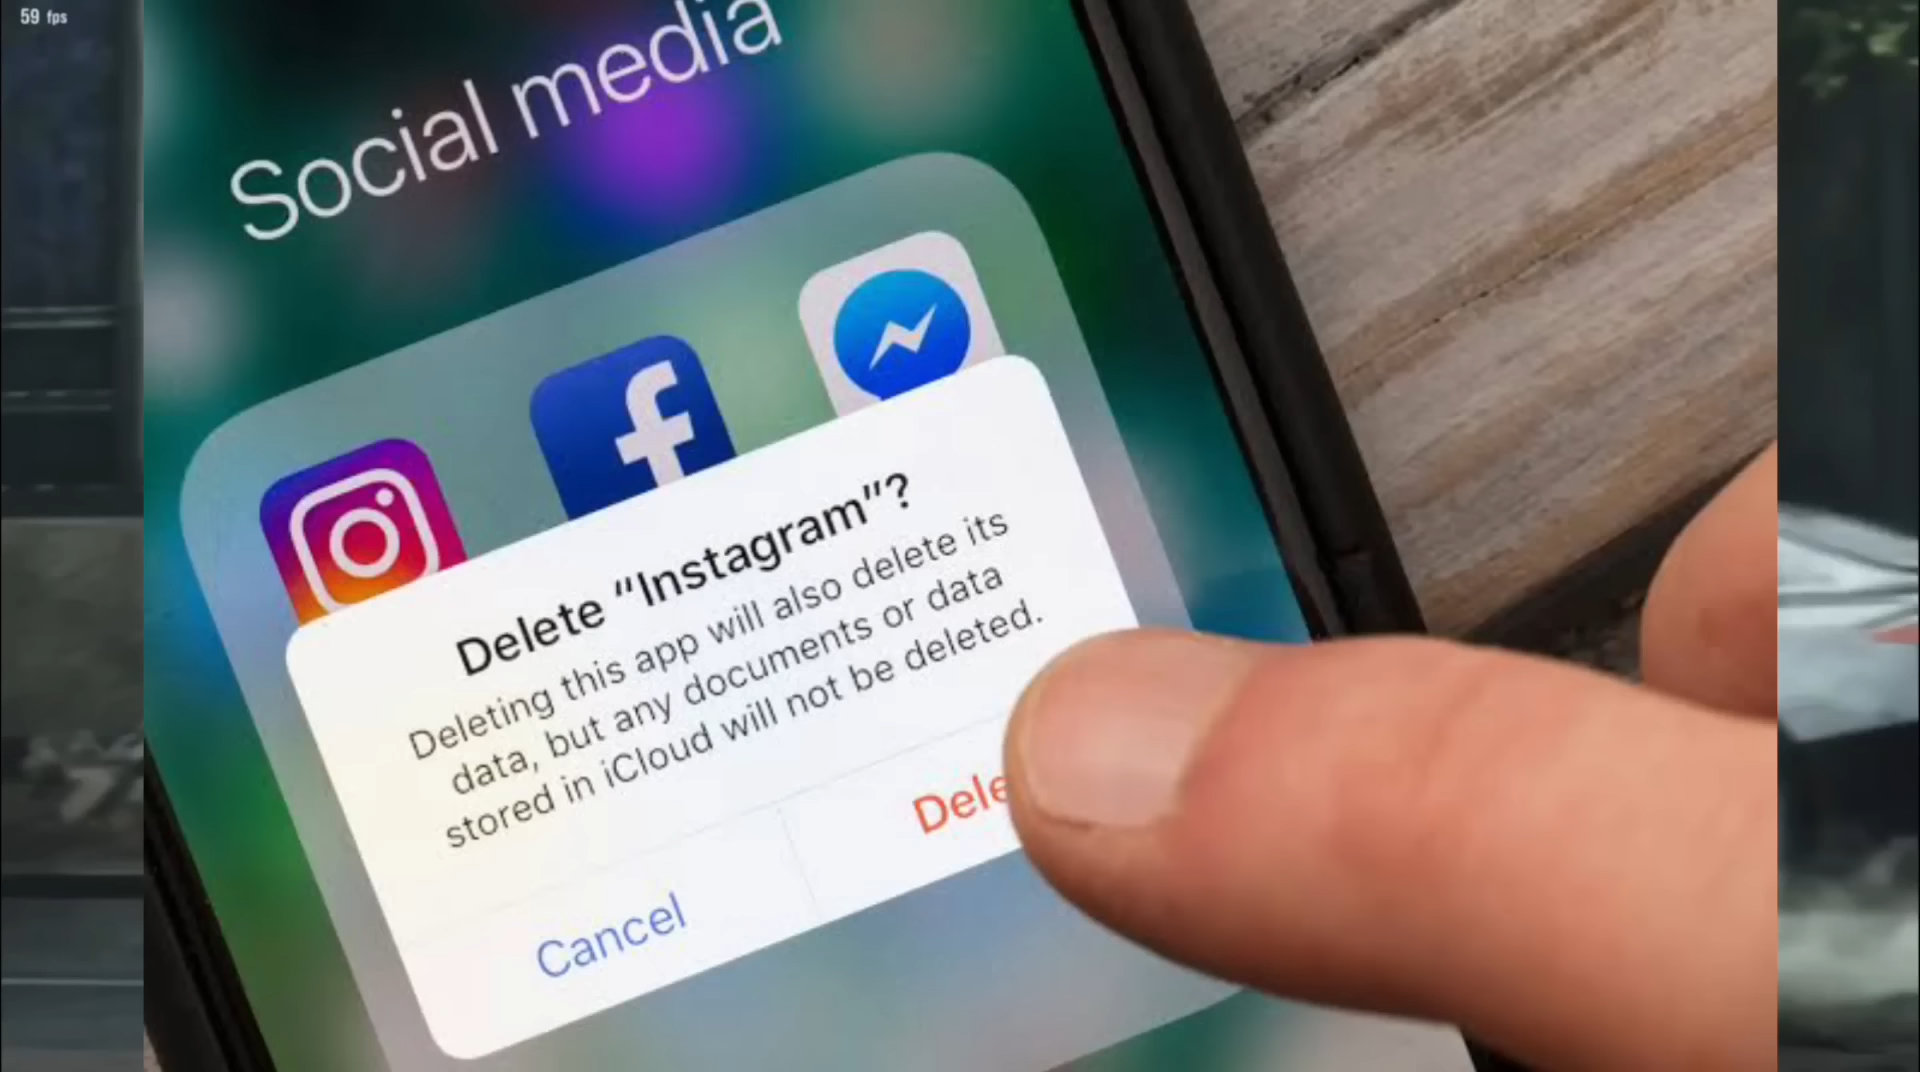 59 fps
Social media
Delete "Instagram"?
Deleting this app will also delete its
data, but any documents or data
stored in iCloud will not be deleted.
Cancel
Dele